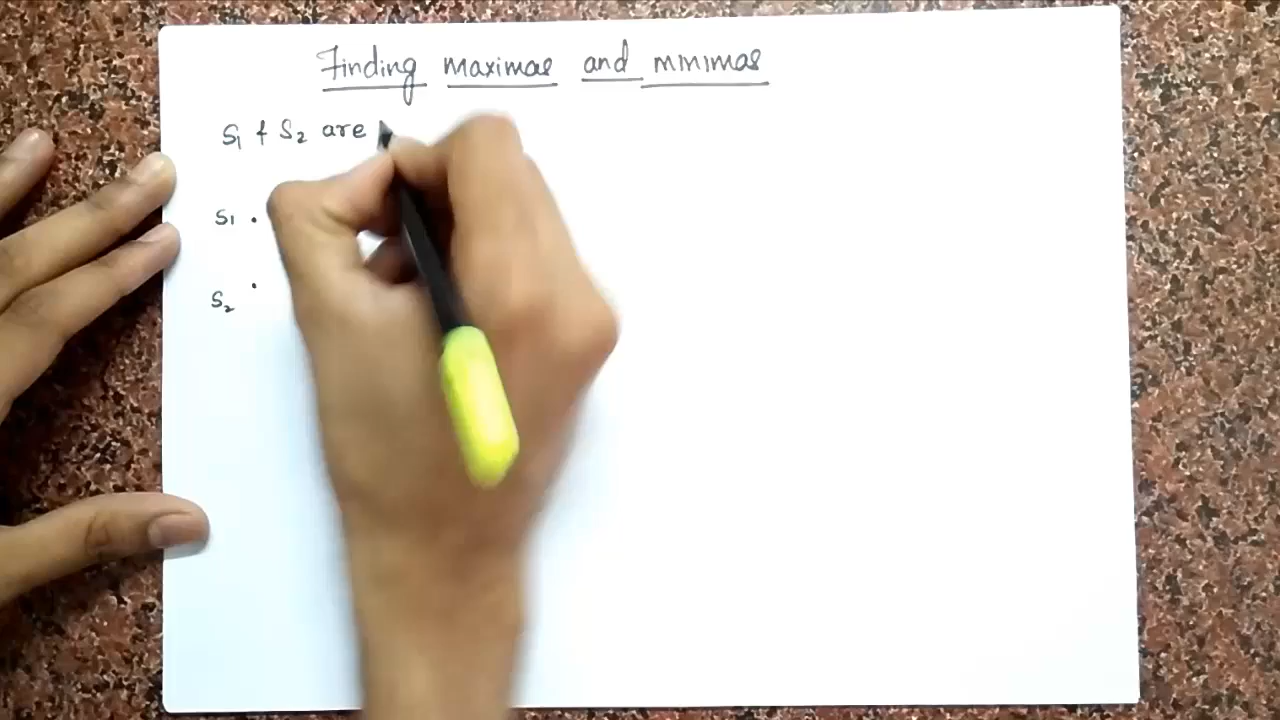 Finding maximas and minimas
S₁ & S₂ are
S₁
S₂